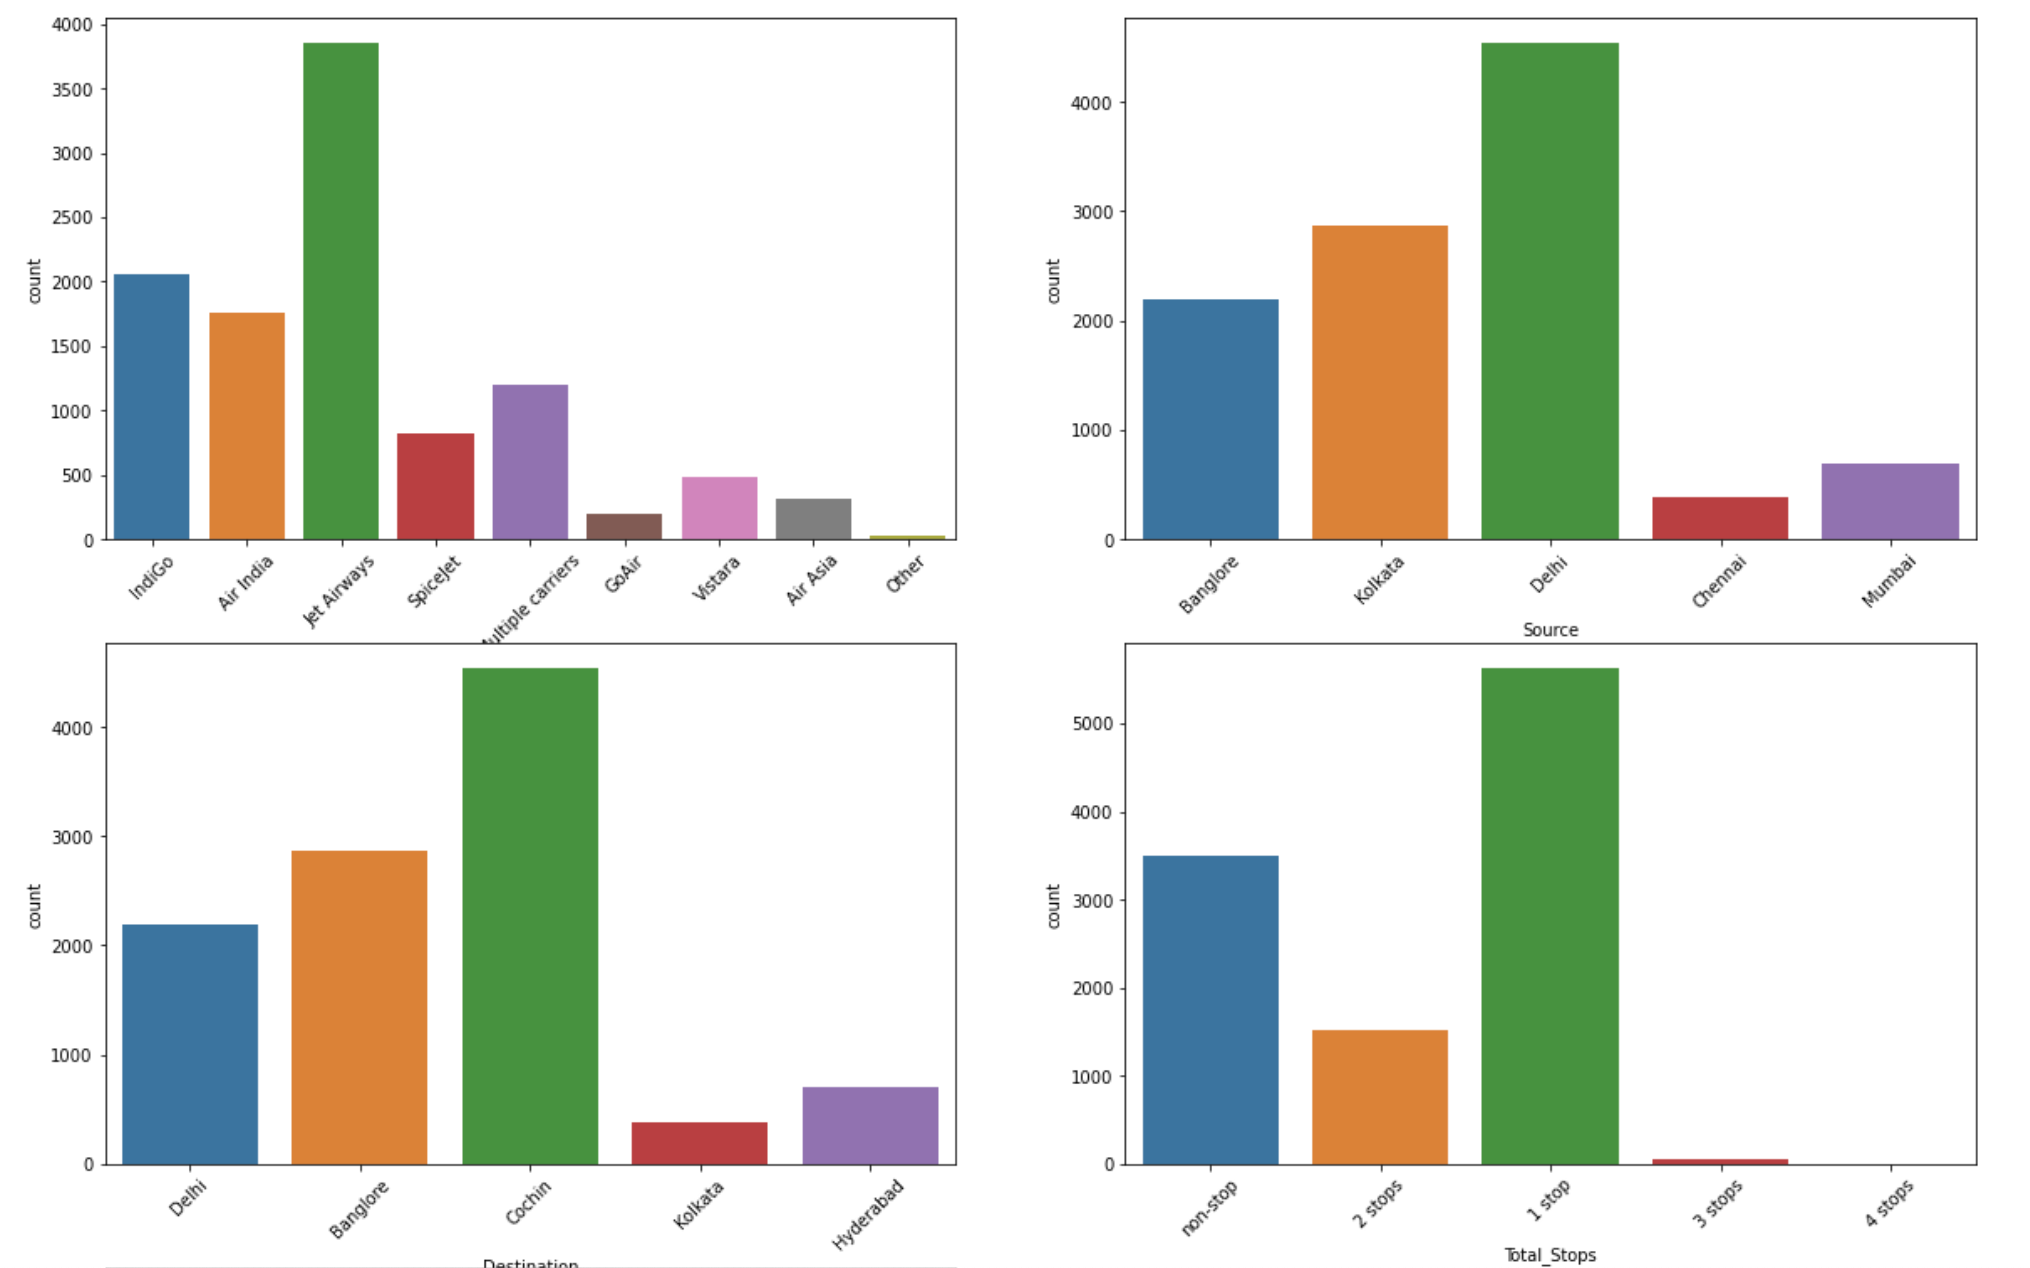 4000
3500
3000
2500
2000
1500
1000
500
0
count
IndiGo
Air India
Jet Airways
SpiceJet
Multiple carriers
GoAir
Vistara
Air Asia
Other
4000
3000
2000
1000
0
count
Banglore
Kolkata
Delhi
Chennai
Mumbai
Source
4000
3000
2000
1000
0
count
Delhi
Banglore
Cochin
Kolkata
Hyderabad
Destination
5000
4000
3000
2000
1000
0
count
non-stop
2 stops
1 stop
3 stops
4 stops
Total_Stops